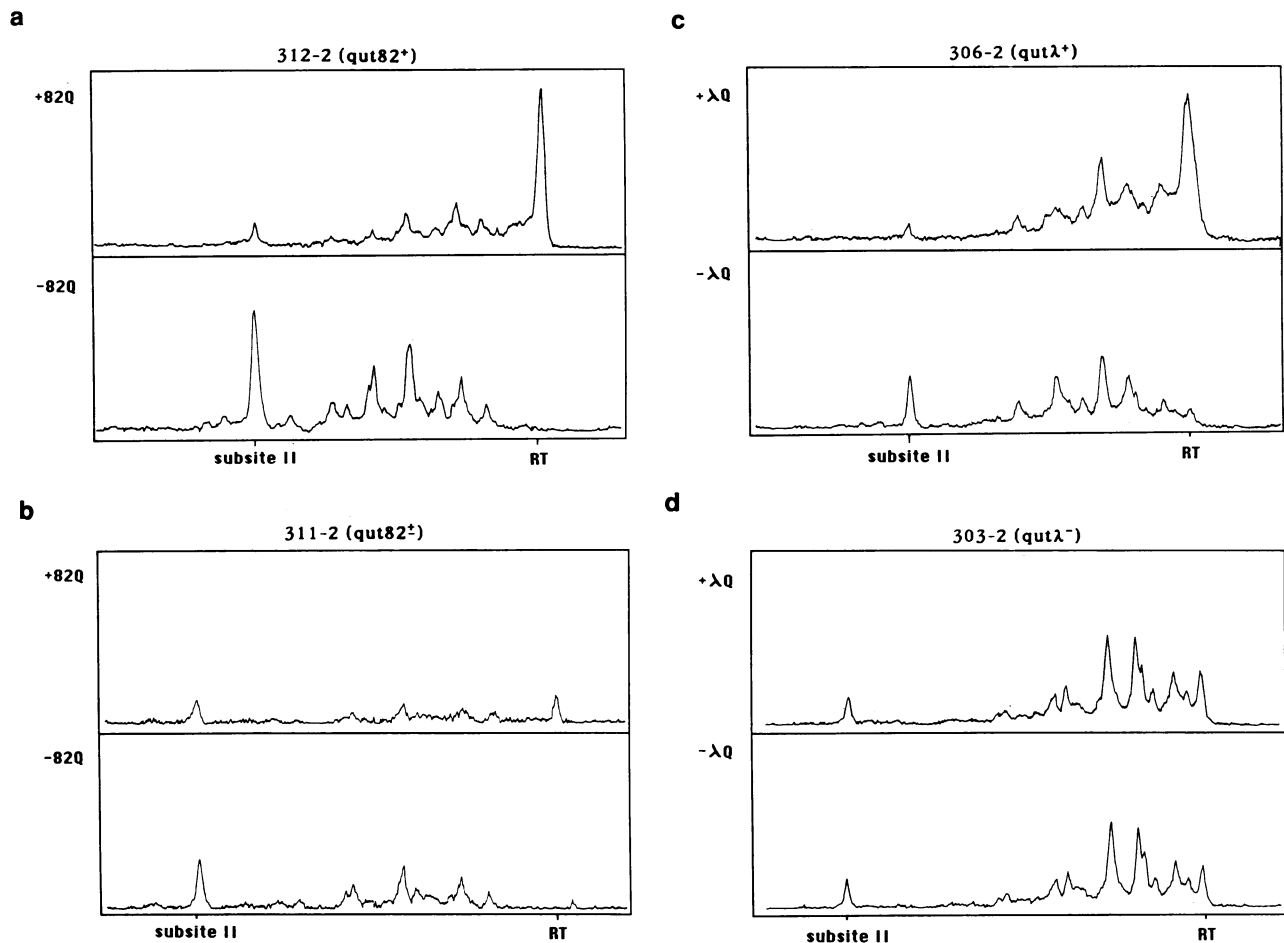 a
312-2 (qut82⁺)
+82Q
-82Q
subsite II
RT
b
311-2 (qut82±)
+82Q
-82Q
subsite II
RT
c
306-2 (qutλ⁺)
+λQ
-λQ
subsite II
RT
d
303-2 (qutλ⁻)
+λQ
-λQ
subsite II
RT